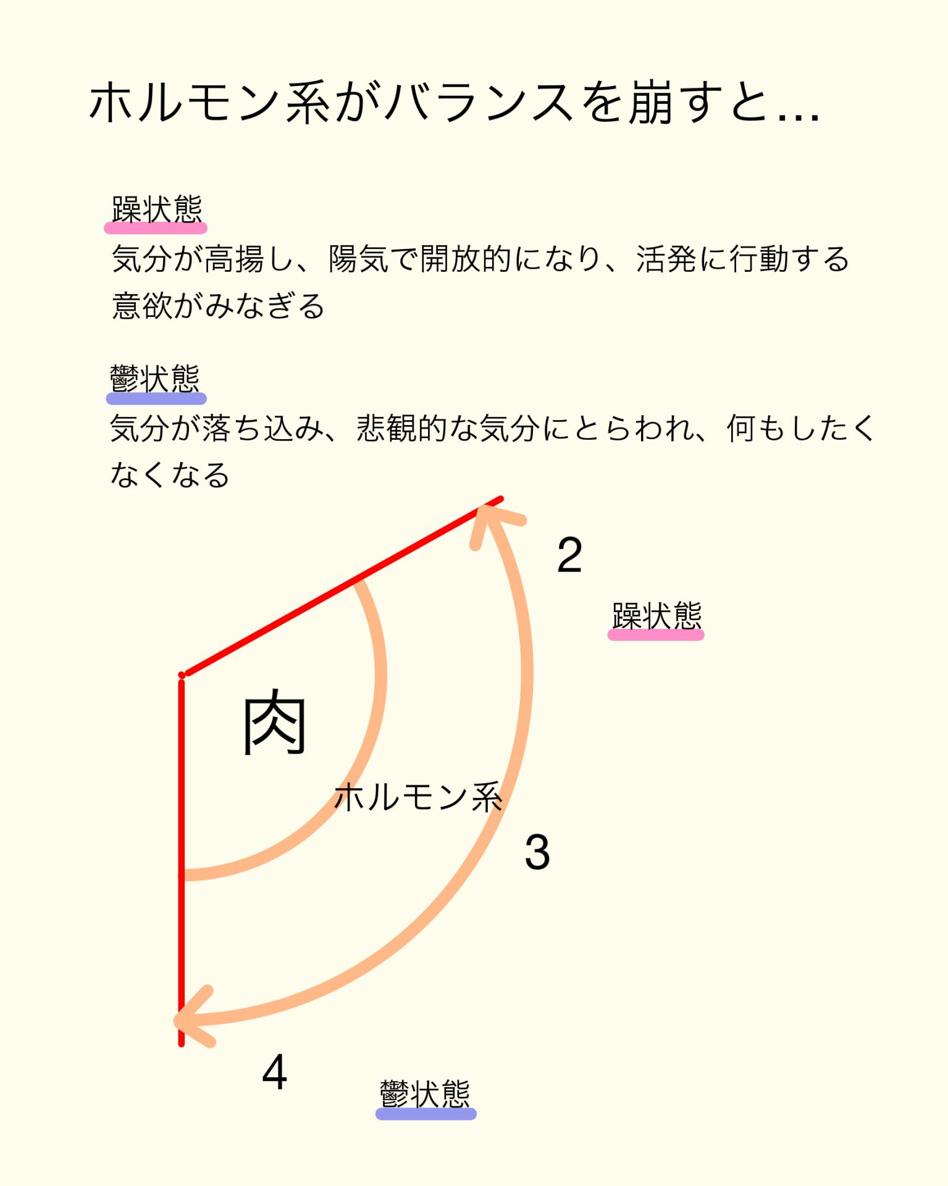 ホルモン系がバランスを崩すと…
躁状態
気分が高揚し、陽気で開放的になり、活発に行動する
意欲がみなぎる
鬱状態
気分が落ち込み、悲観的な気分にとらわれ、何もしたく
なくなる
2
躁状態
肉
ホルモン系
3
4
鬱状態